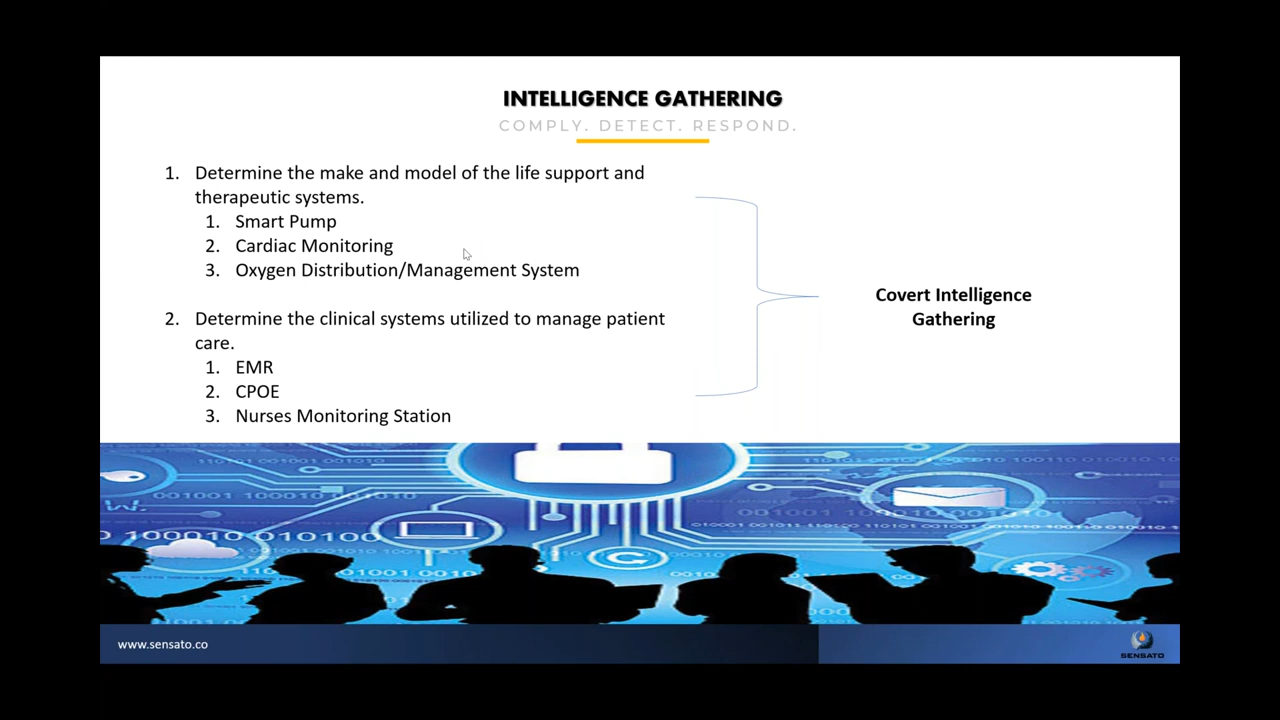 INTELLIGENCE GATHERING
COMPLY. DETECT. RESPOND.
1. Determine the make and model of the life support and
therapeutic systems.
1. Smart Pump
2. Cardiac Monitoring
3. Oxygen Distribution/Management System
2. Determine the clinical systems utilized to manage patient
care.
1. EMR
2. CPOE
3. Nurses Monitoring Station
Covert Intelligence
Gathering
www.sensato.co
SENSATO